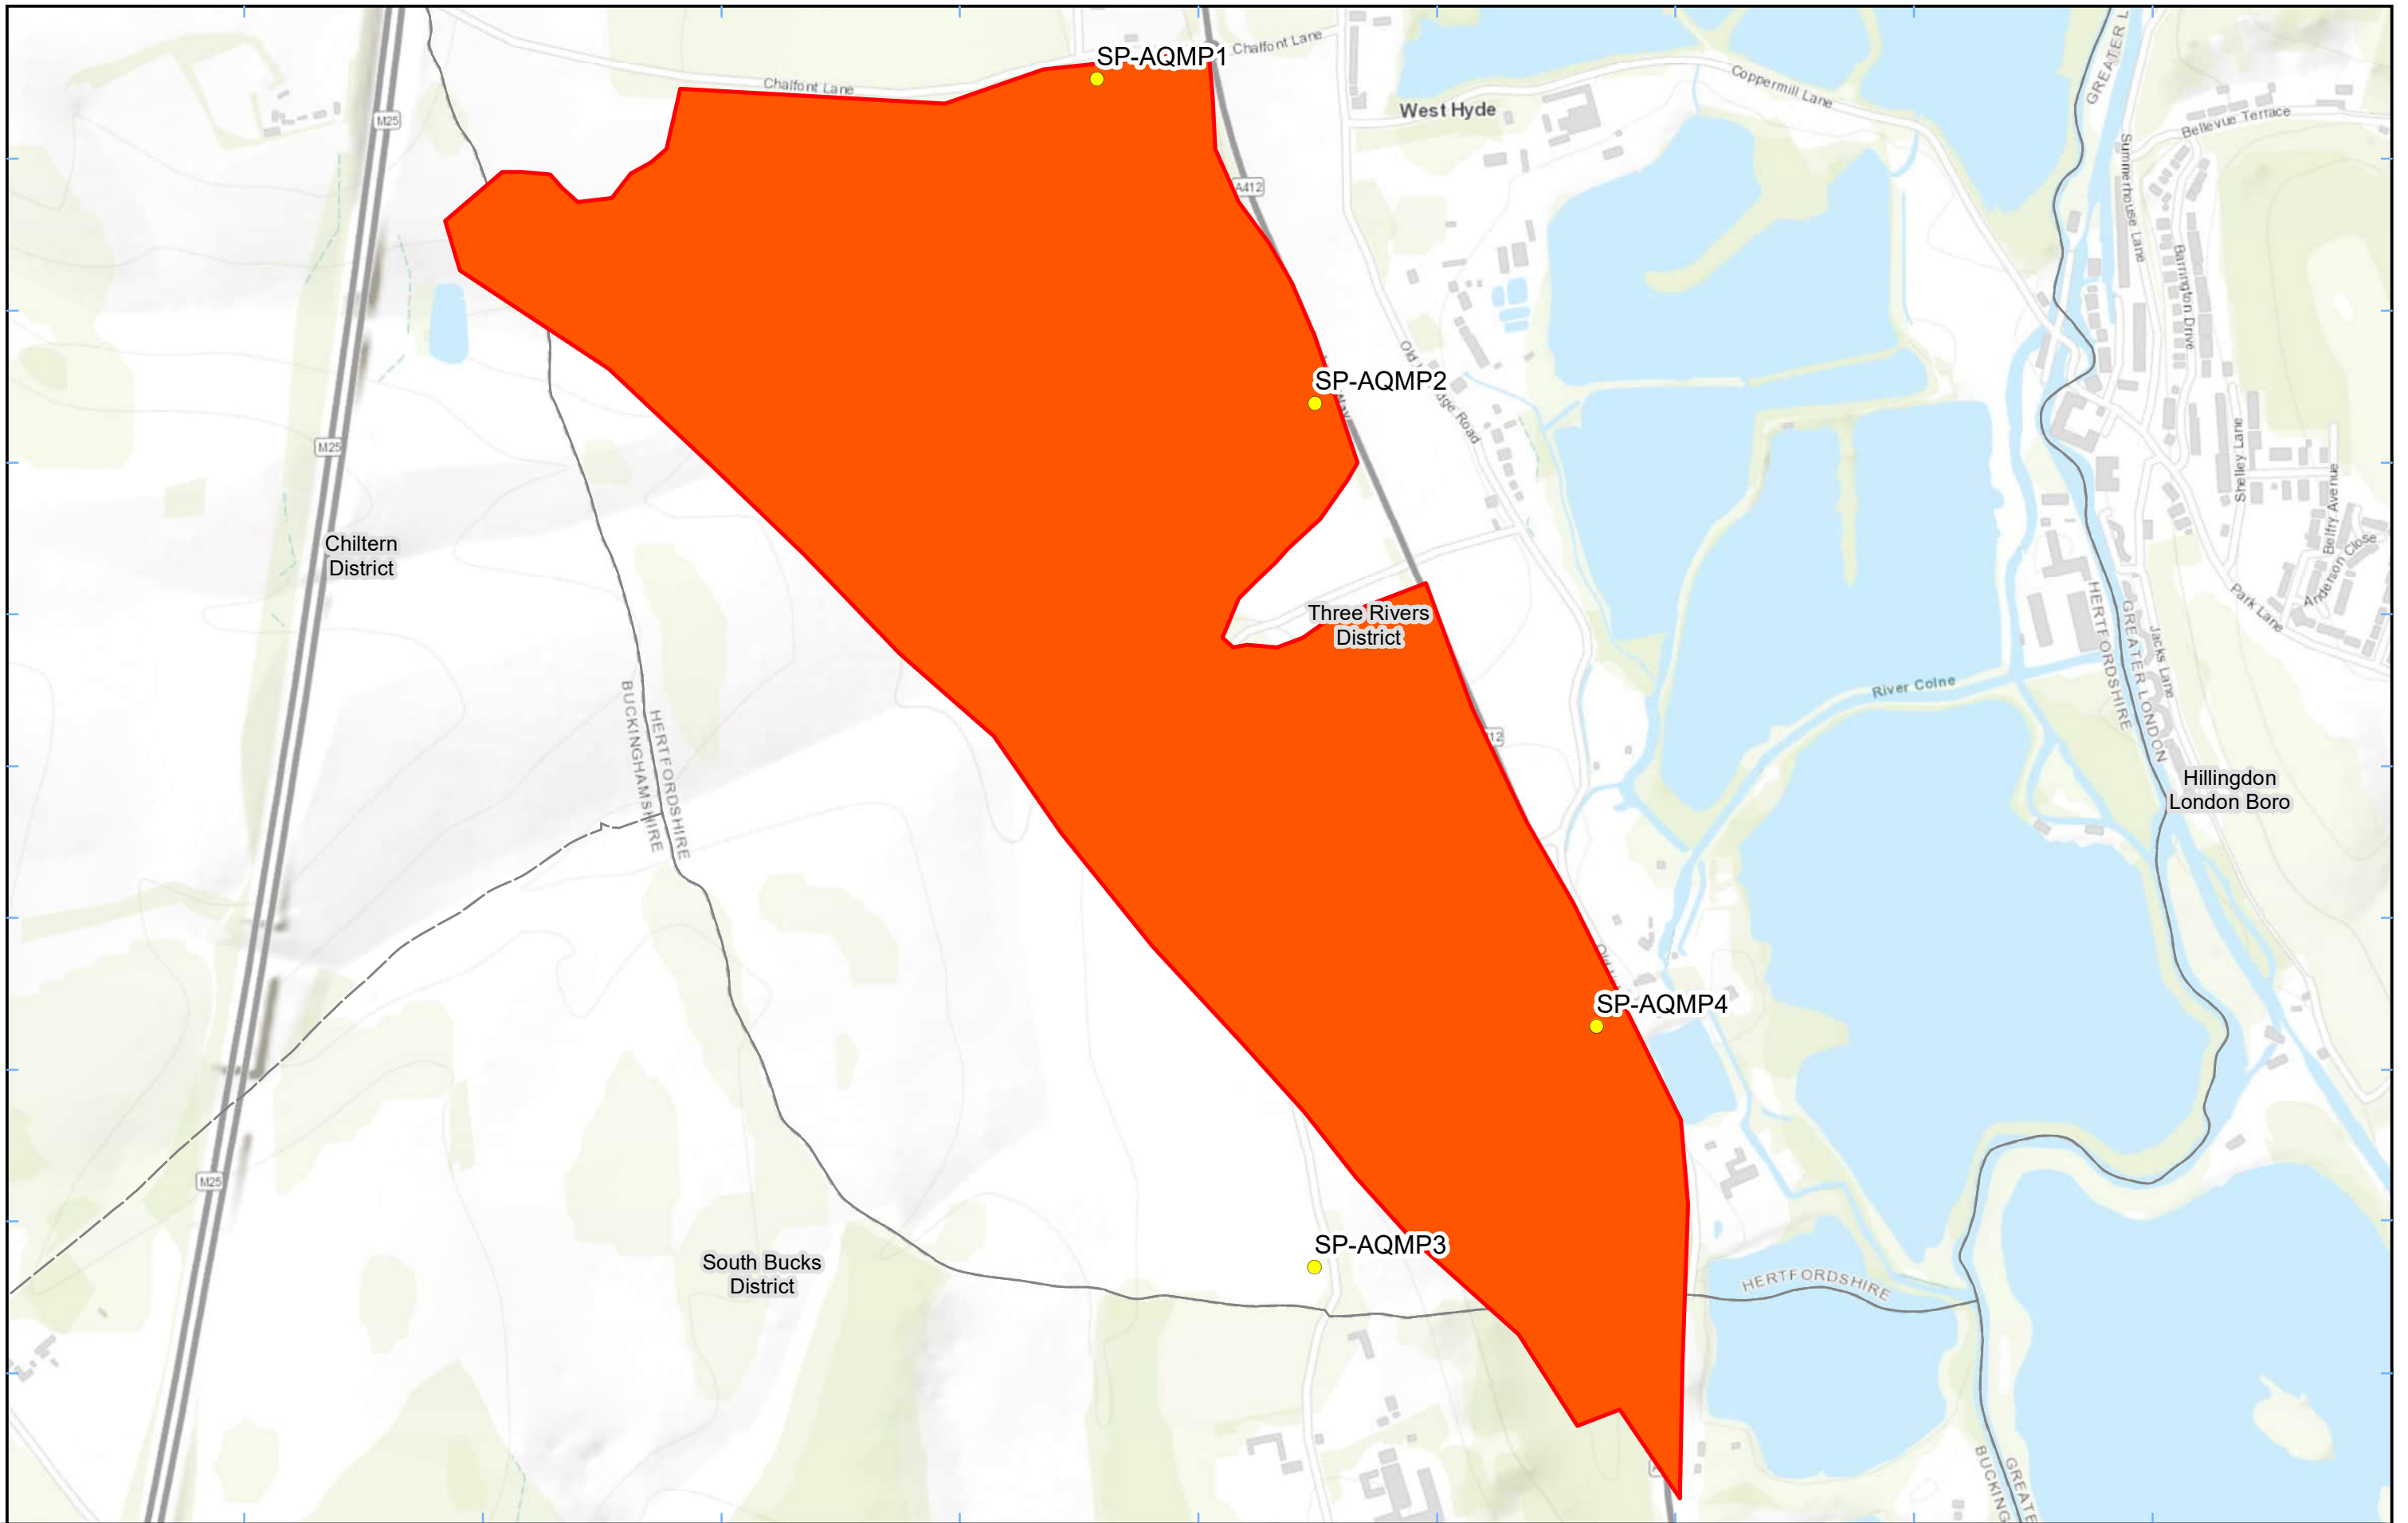 SP-AQMP1
Chalfont Lane
Chalfont Lane
Coppermill Lane
West Hyde
M25
A412
Bellevue Terrace
Summerhouse Lane
Barrington Drive
SP-AQMP2
M25
Shelley Lane
Belfry Avenue
Anderson Close
Park Lane
Chiltern
District
Three Rivers
District
HERTFORDSHIRE
GREATER LONDON
Jacks Lane
River Colne
BUCKINGHAMSHIRE
HERTFORDSHIRE
Hillingdon
London Boro
SP-AQMP4
M25
SP-AQMP3
South Bucks
District
HERTFORDSHIRE